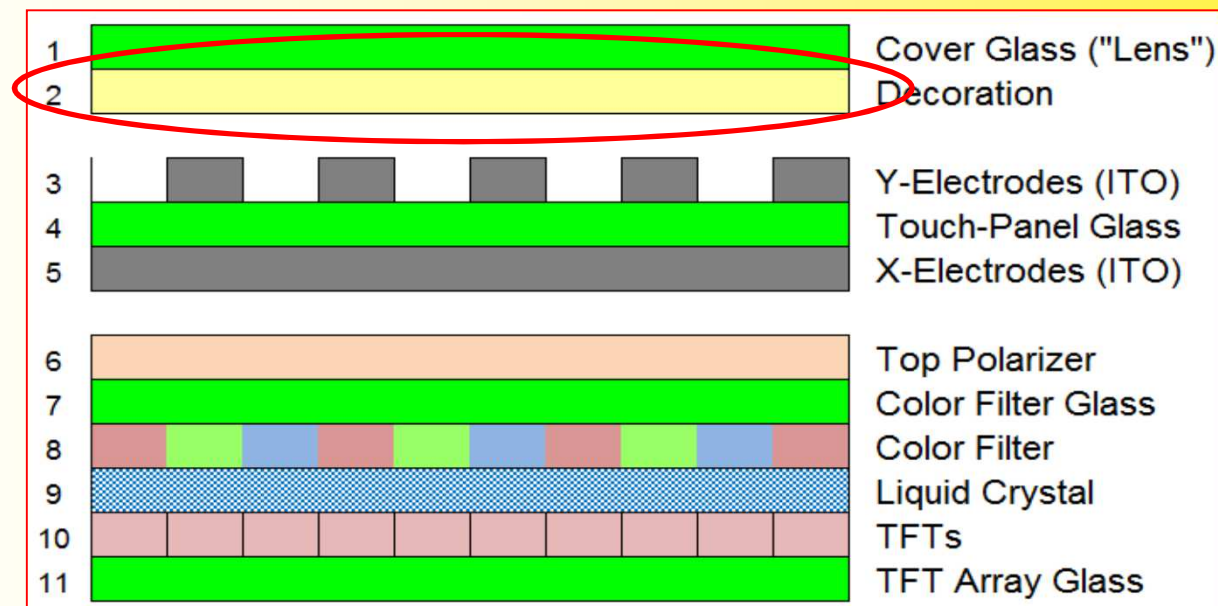 1 Cover Glass ("Lens")
2 Decoration
3 Y-Electrodes (ITO)
4 Touch-Panel Glass
5 X-Electrodes (ITO)
6 Top Polarizer
7 Color Filter Glass
8 Color Filter
9 Liquid Crystal
10 TFTs
11 TFT Array Glass